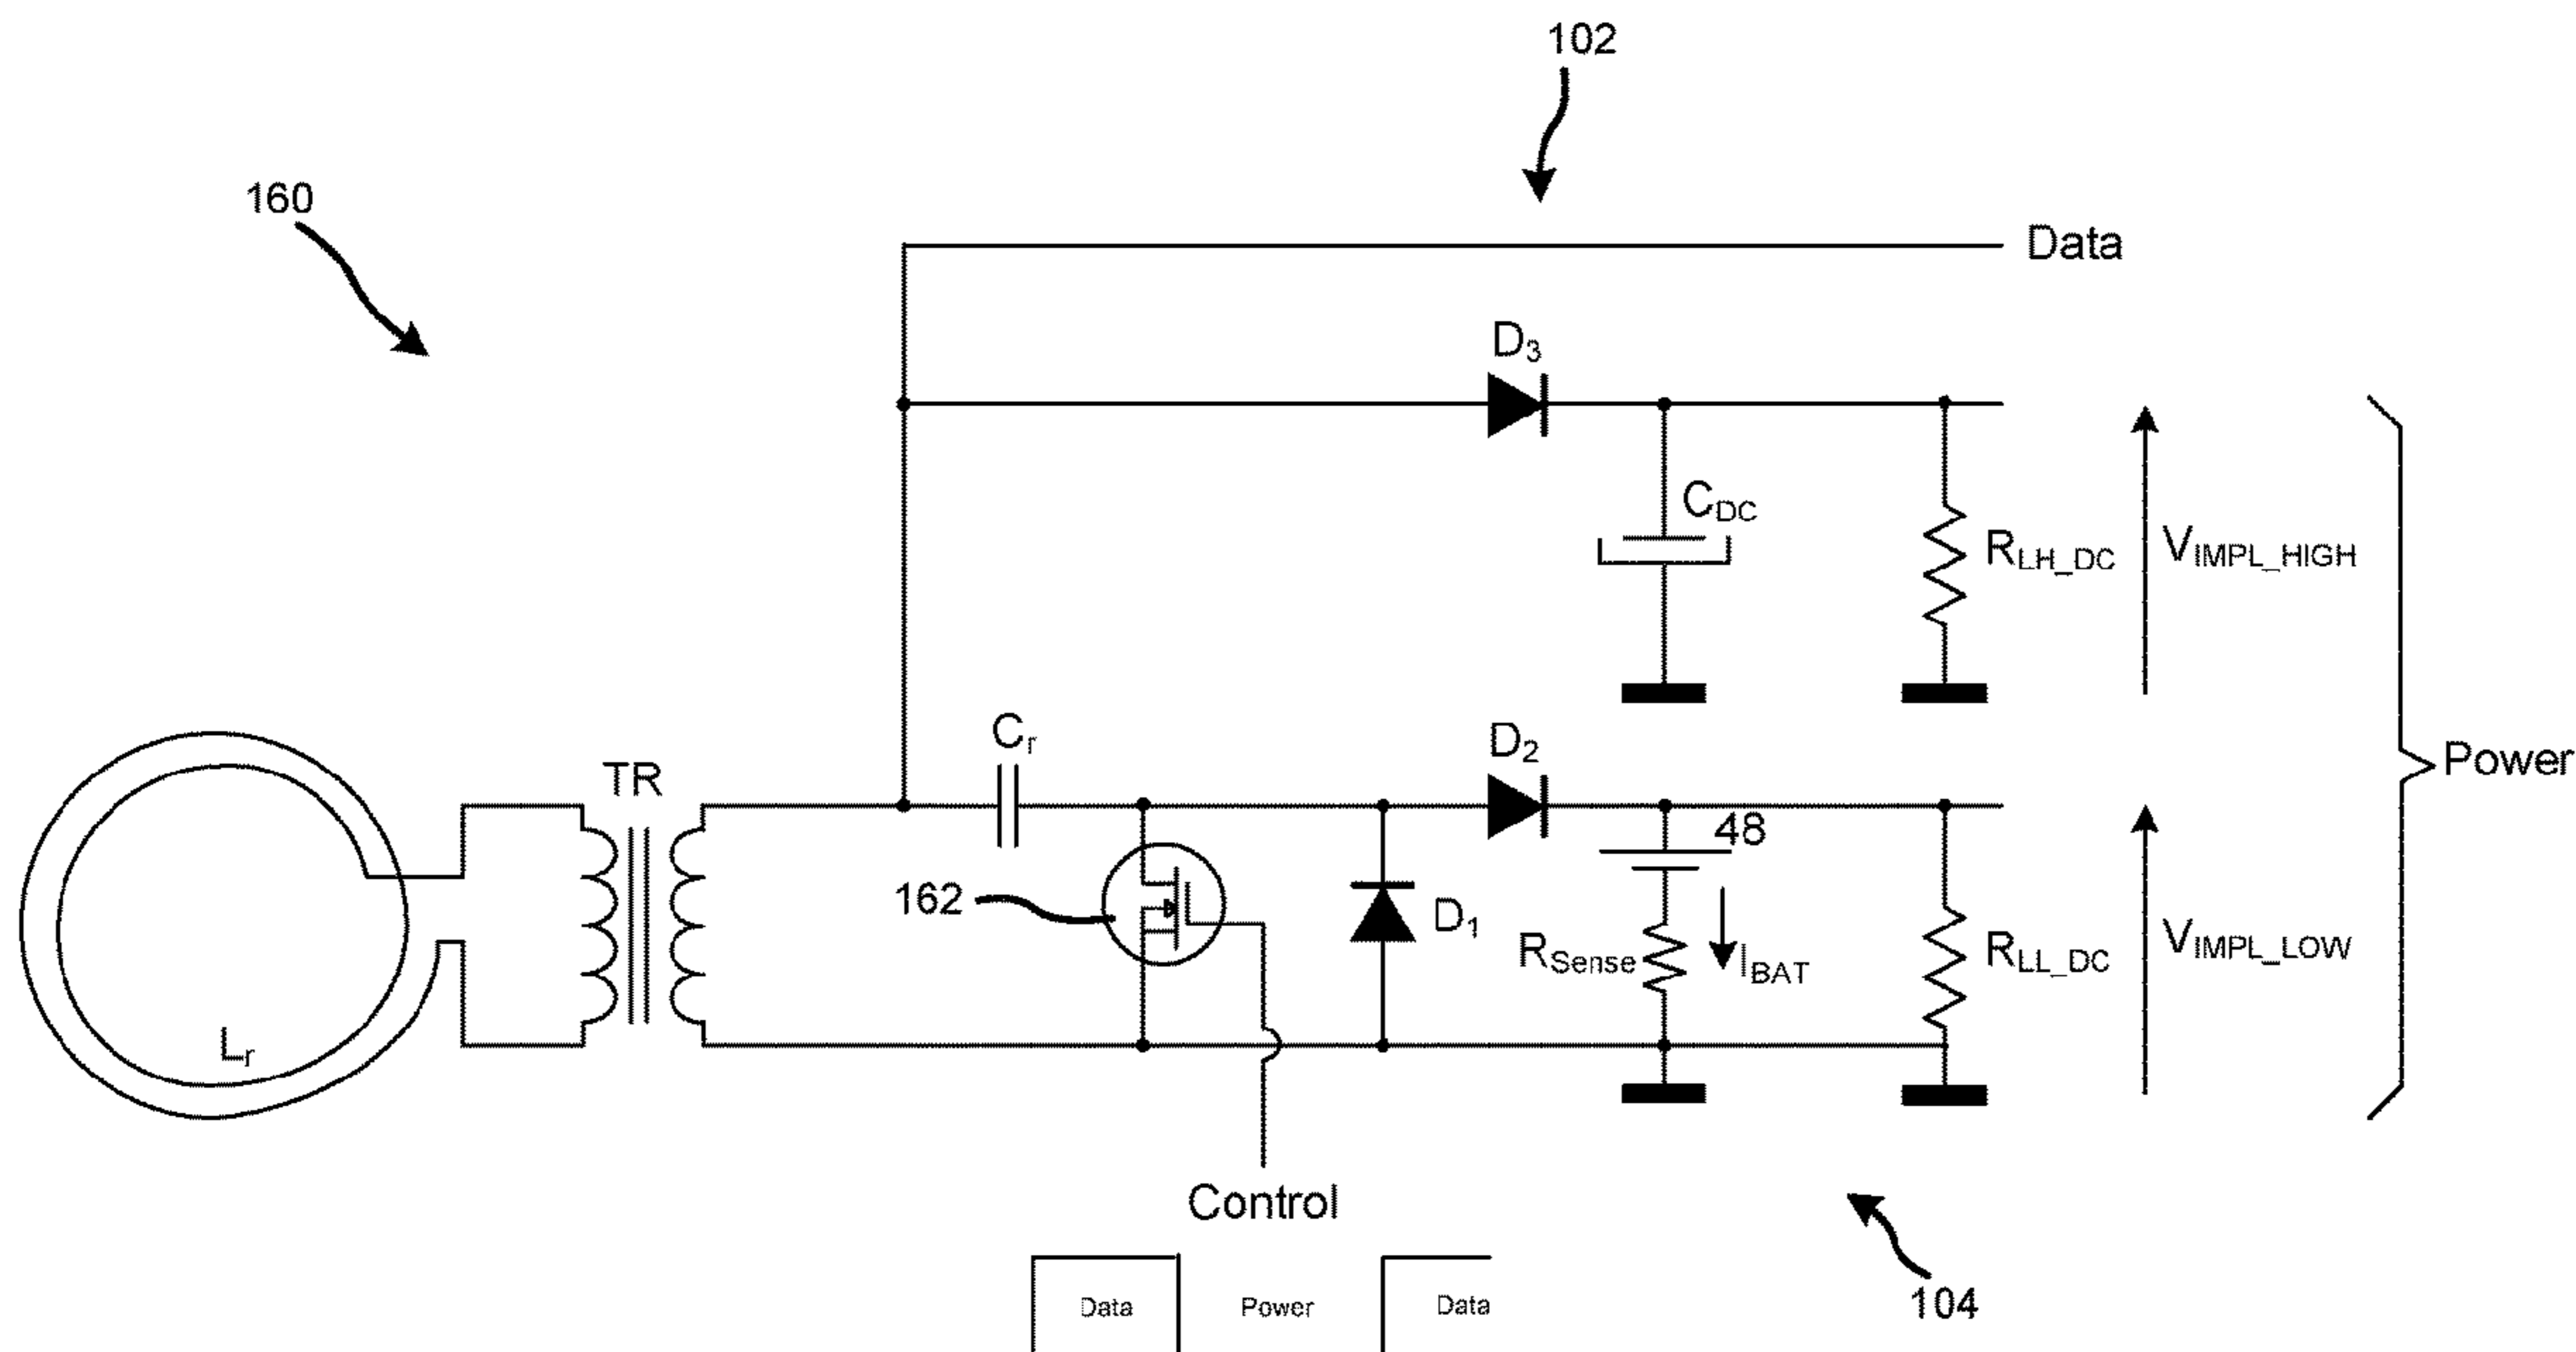 102
160
Data
D3
CDC
RLH_DC
VIMPL_HIGH
Cr
D2
Power
TR
48
162
D1
RSense
IBAT
RLL_DC
VIMPL_LOW
Lr
Control
104
Data
Power
Data